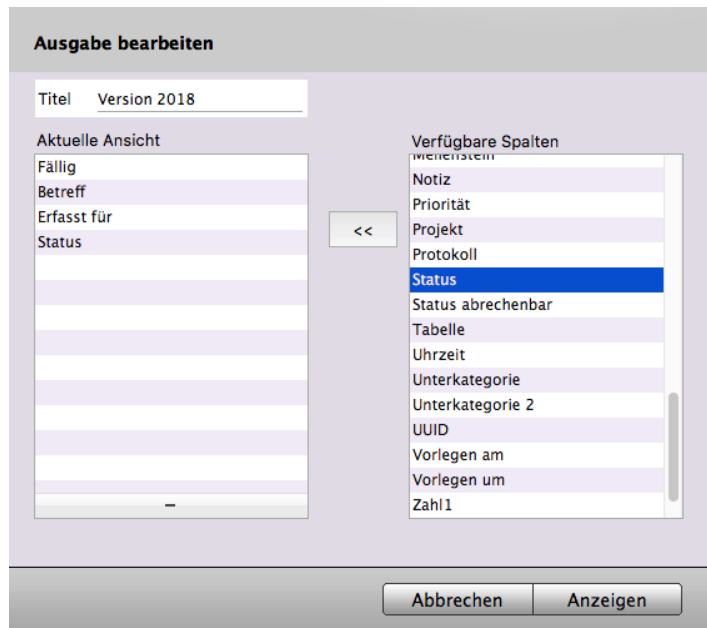 Ausgabe bearbeiten
Titel Version 2018
Aktuelle Ansicht
Fällig
Betreff
Erfasst für
Status
–
<<
Verfügbare Spalten
Meilenstein
Notiz
Priorität
Projekt
Protokoll
Status
Status abrechenbar
Tabelle
Uhrzeit
Unterkategorie
Unterkategorie 2
UUID
Vorlegen am
Vorlegen um
Zahl1
Abbrechen Anzeigen